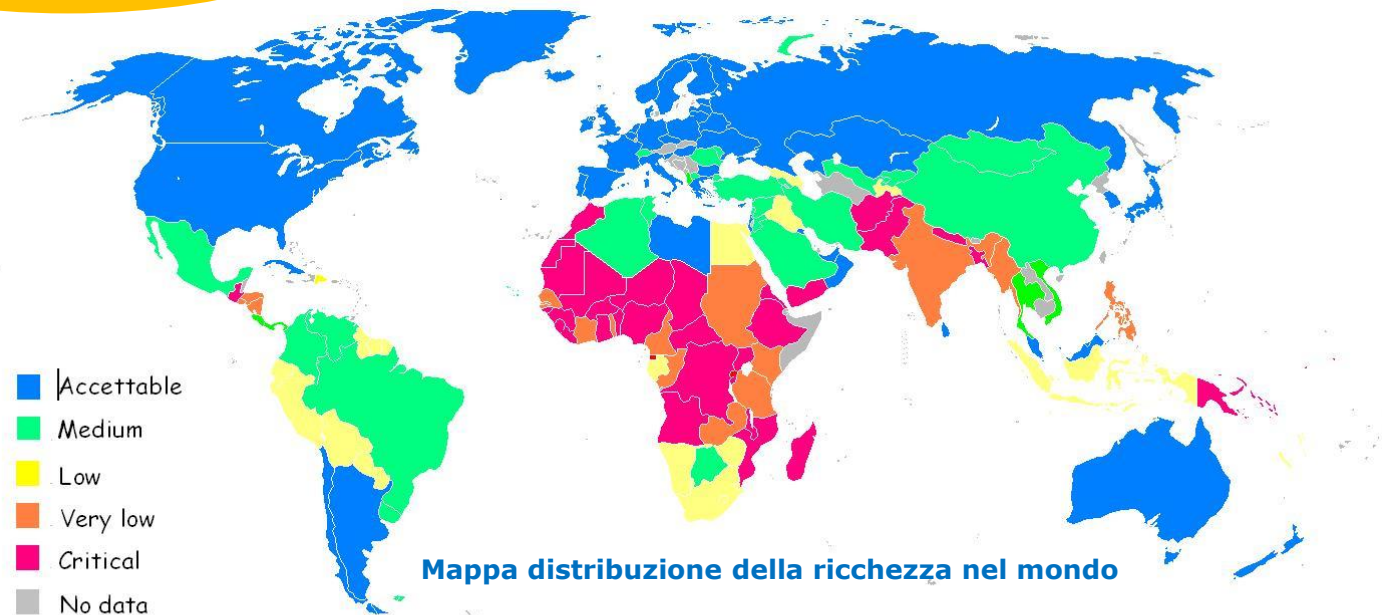 Accettable
Medium
Low
Very low
Critical
No data
Mappa distribuzione della ricchezza nel mondo